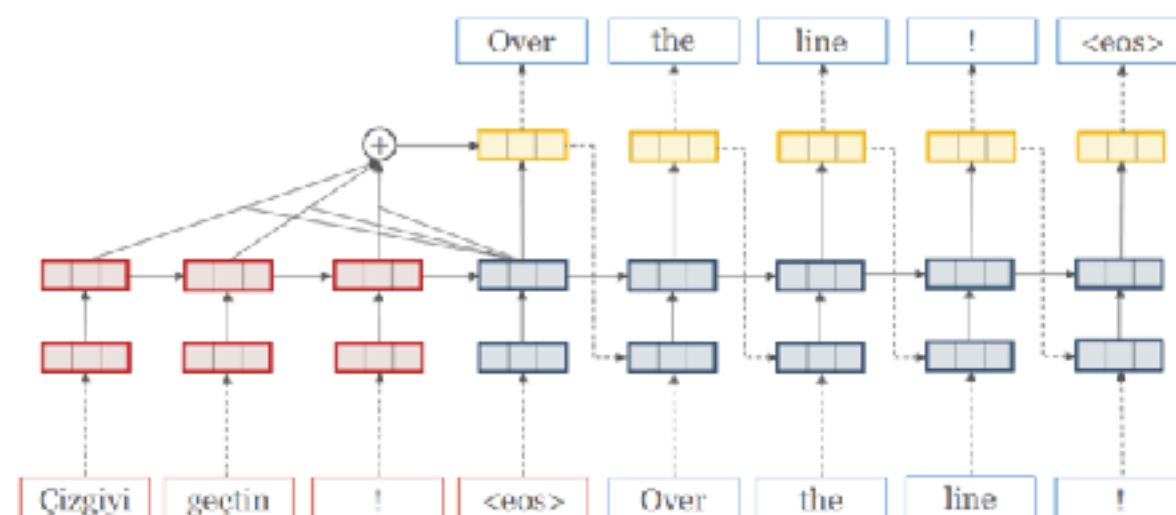 Over the line ! <eos>
Çizgiyi geçtin ! <eos> Over the line !